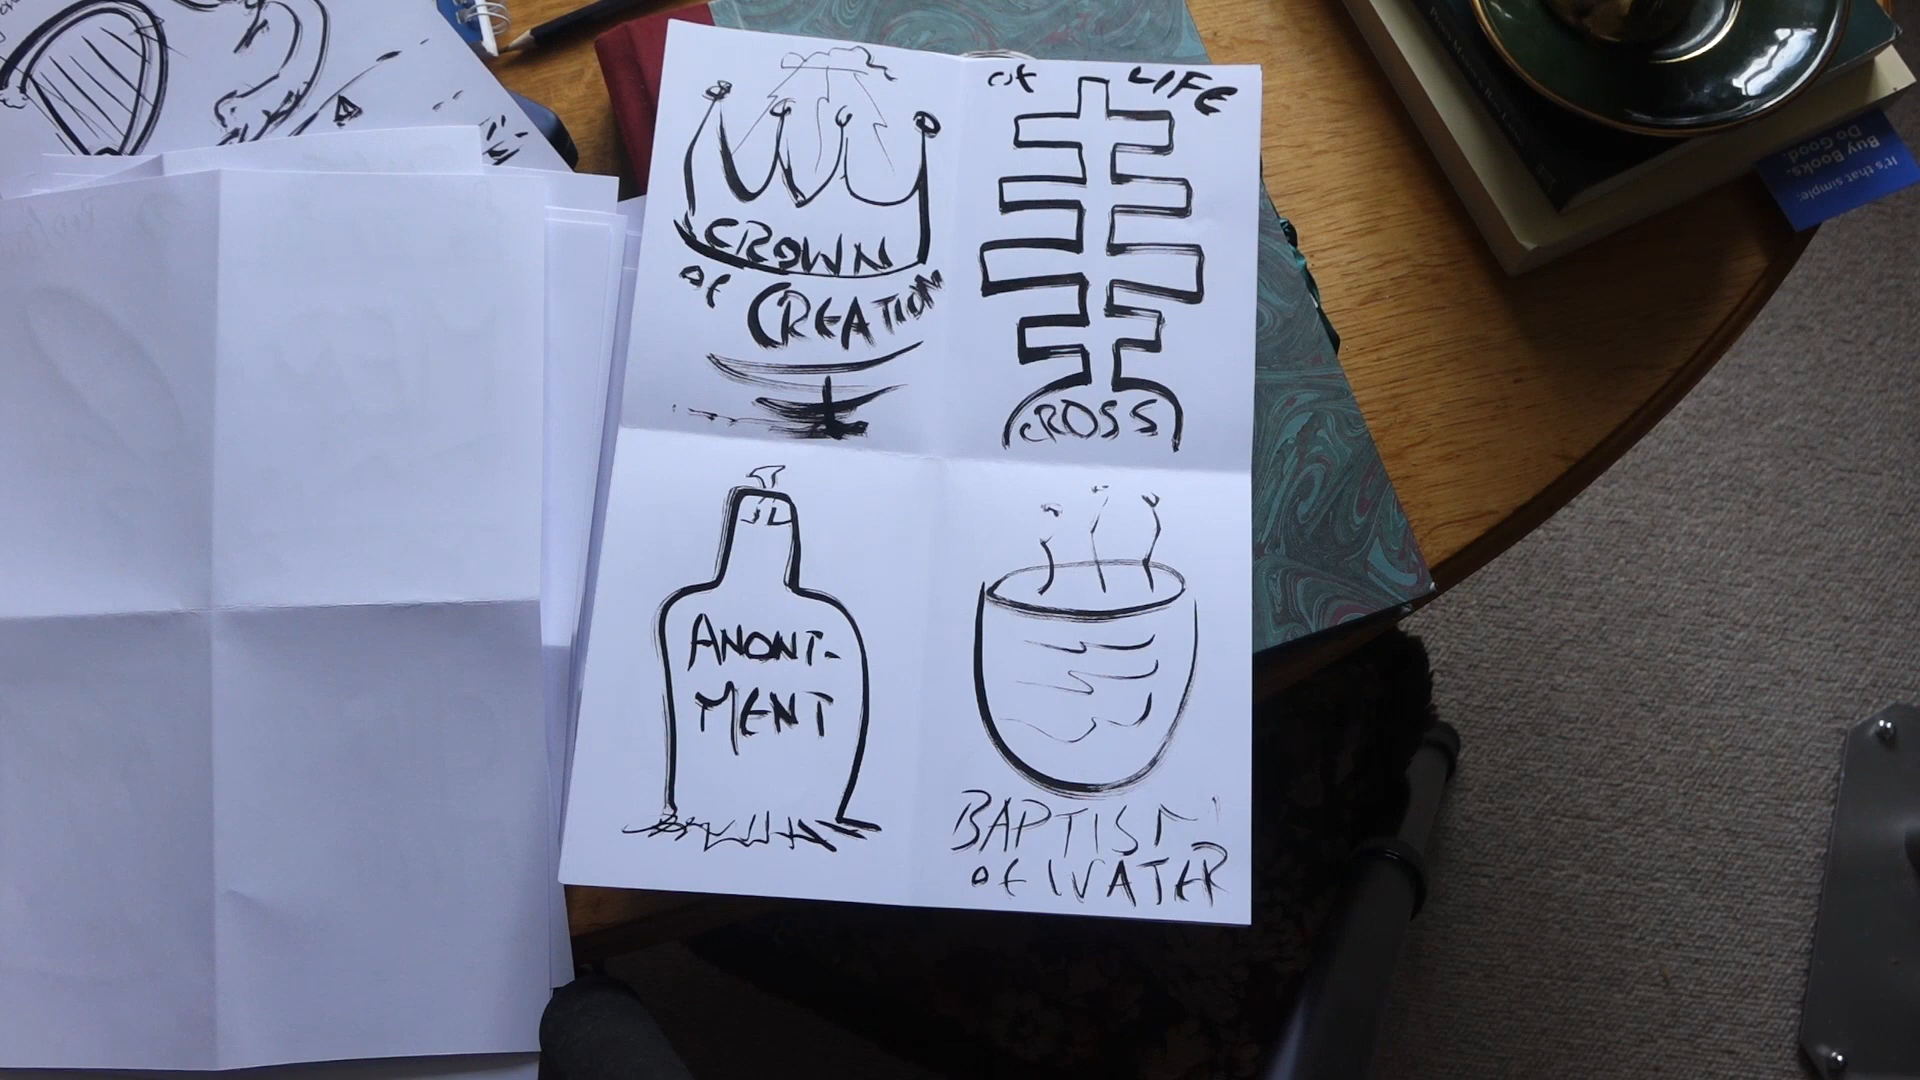 CROWN
of CREATION
of LIFE
CROSS
ANONT-
MENT
BAPTISM
of WATER
It's that simple.
Buy Books.
Do Good.